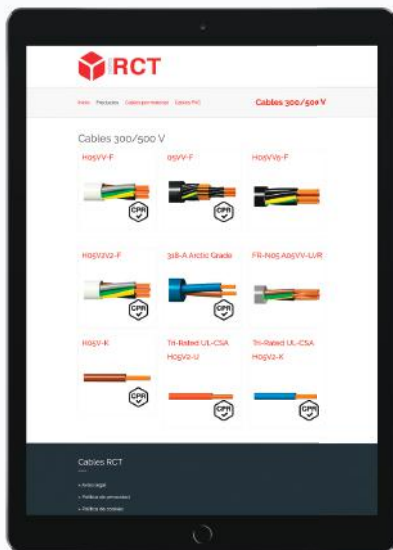 RCT
Inicio Productos Cables por material Cables PVC
Cables 300/500 V
Cables 300/500 V
H05VV-F
05VV-F
H05VV5-F
CPR
CPR
H05V2V2-F
318-A Arctic Grade
FR-N05 A05VV-LVR
CPR
CPR
H05V-K
Tri-Rated UL-CSA
H05V2-U
Tri-Rated UL-CSA
H05V2-K
CPR
CPR
CPR
Cables RCT
Aviso legal
Política de privacidad
Política de cookies